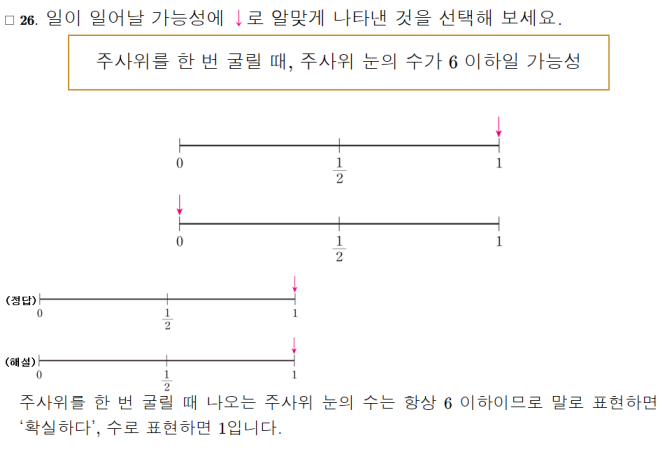 □ 26. 일이 일어날 가능성에 ↓로 알맞게 나타낸 것을 선택해 보세요.
주사위를 한 번 굴릴 때, 주사위 눈의 수가 6 이하일 가능성
0 1/2 1
0 1/2 1
(정답) 0 1/2 1
(해설) 0 1/2 1
주사위를 한 번 굴릴 때 나오는 주사위 눈의 수는 항상 6 이하이므로 말로 표현하면
‘확실하다’, 수로 표현하면 1입니다.